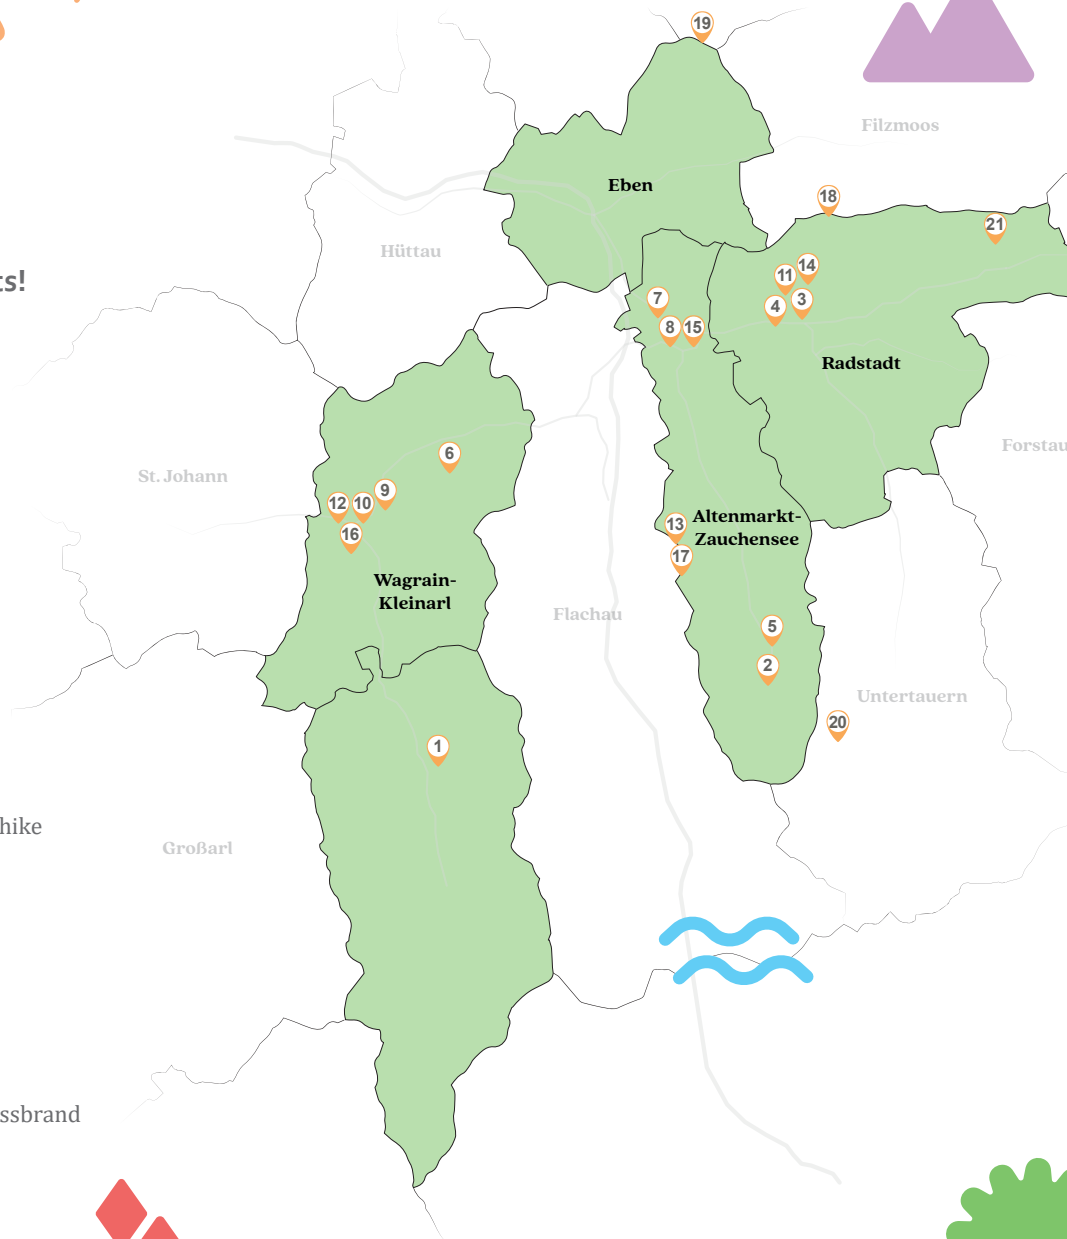 19
Filzmoos
Eben
18
21
Hüttau
14
11
ts!
7
3
4
8
15
Radstadt
Forstau
6
St. Johann
9
12
10
13
Altenmarkt-
Zauchensee
16
17
Wagrain-
Kleinarl
Flachau
5
2
Untertauern
20
1
hike
Großarl
ssbrand